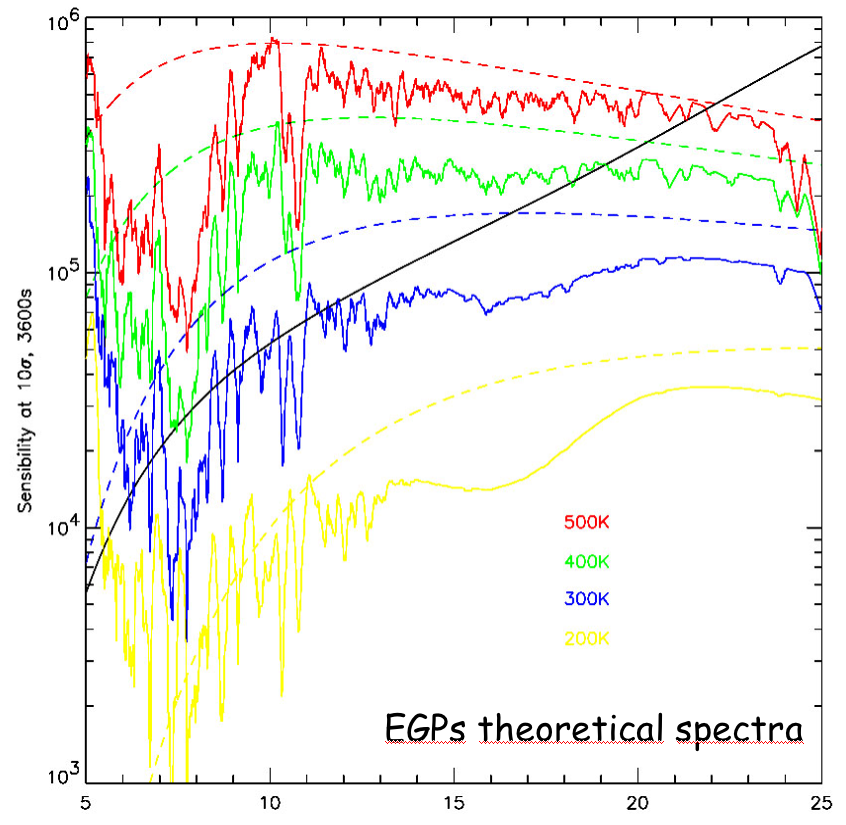 10⁶
10⁵
10⁴
10³
Sensibility at 10σ, 3600s
500K
400K
300K
200K
EGPs theoretical spectra
5 10 15 20 25